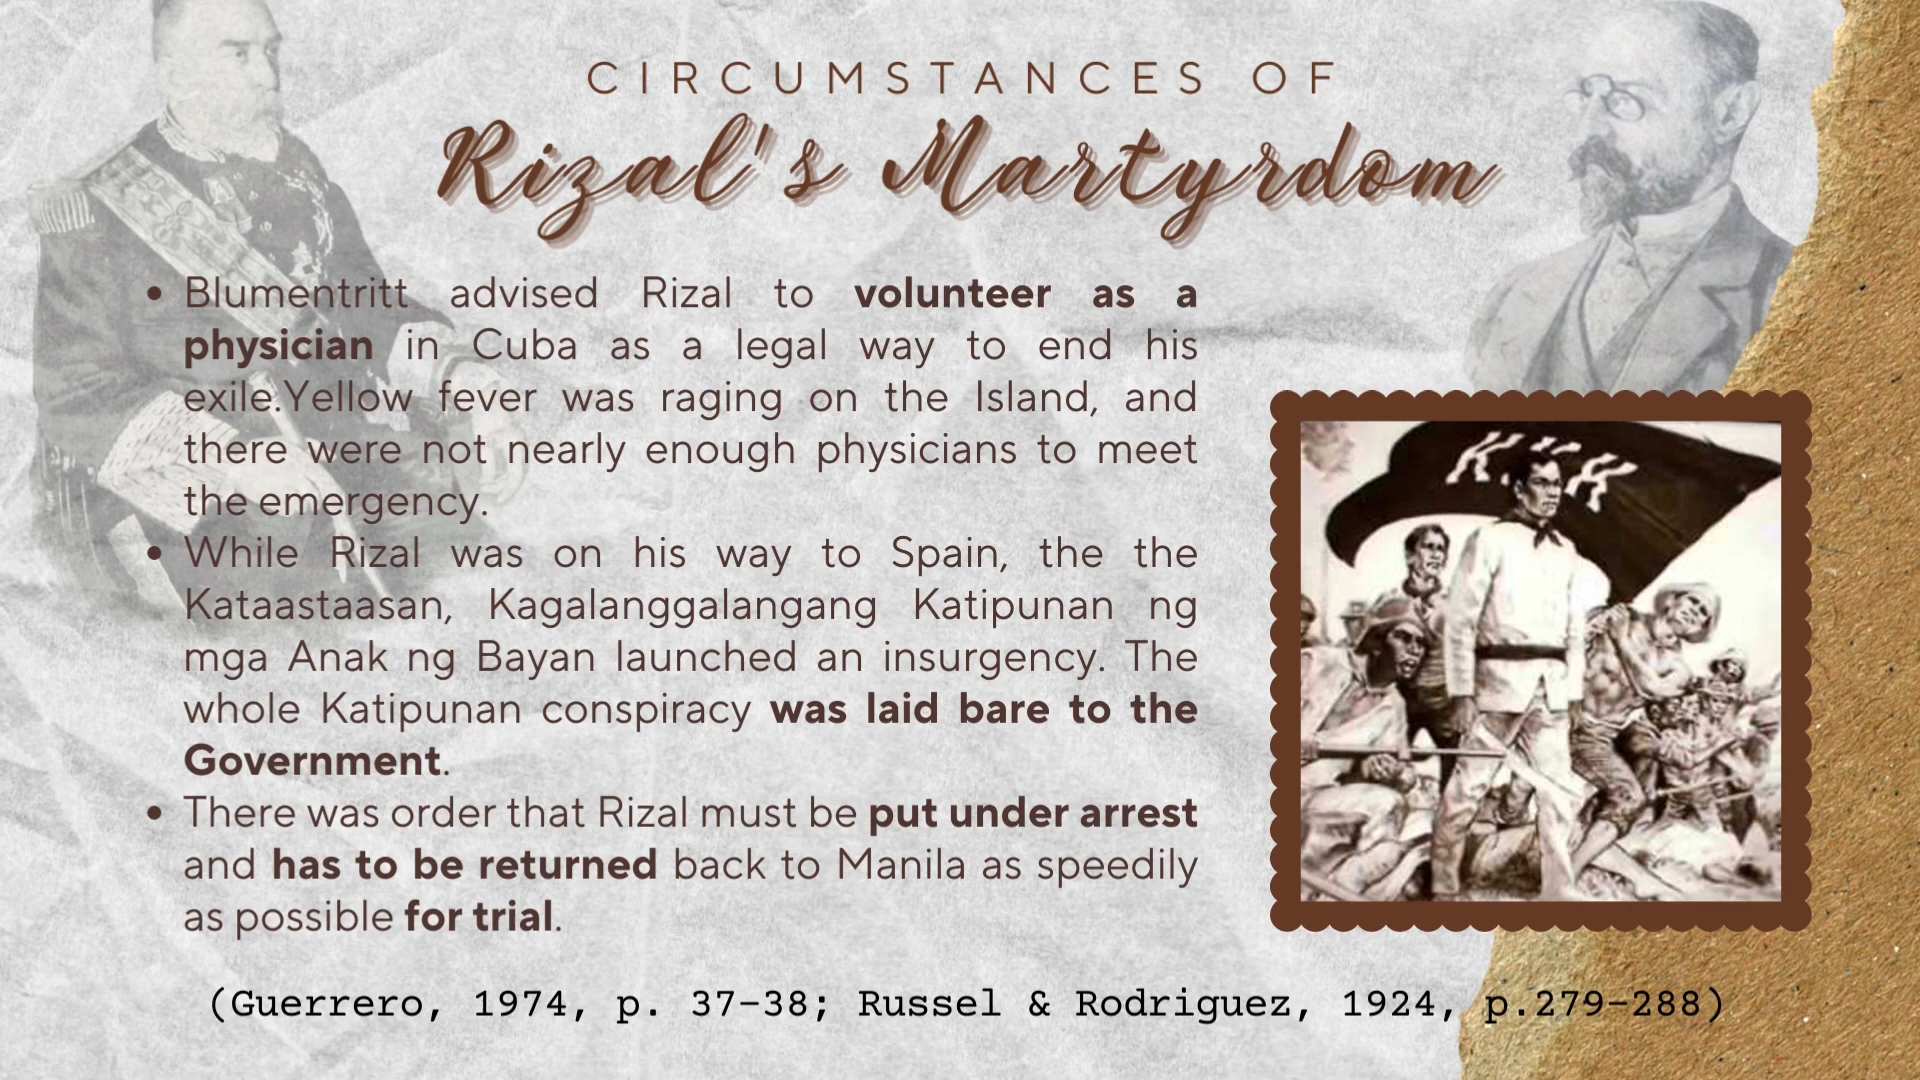 CIRCUMSTANCES OF
Rizal's Martyrdom
• Blumentritt advised Rizal to volunteer as a
physician in Cuba as a legal way to end his
exile.Yellow fever was raging on the Island, and
there were not nearly enough physicians to meet
the emergency.
• While Rizal was on his way to Spain, the the
Kataastaasan, Kagalanggalangang Katipunan ng
mga Anak ng Bayan launched an insurgency. The
whole Katipunan conspiracy was laid bare to the
Government.
• There was order that Rizal must be put under arrest
and has to be returned back to Manila as speedily
as possible for trial.
KKK
(Guerrero, 1974, p. 37-38; Russel & Rodriguez, 1924, p.279-288)